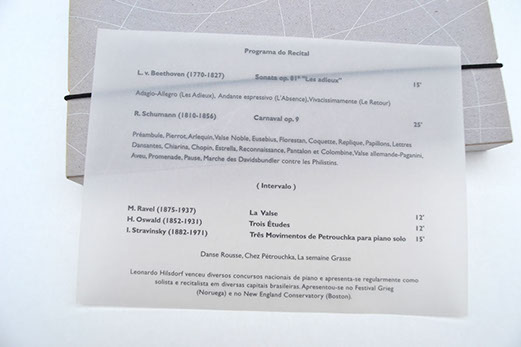 Programa do Recital
L. v. Beethoven (1770-1827) Sonata op. 81ª "Les adieux" 15'
Adagio-Allegro (Les Adieux), Andante espressivo (L'Absence), Vivacissimamente (Le Retour)
R. Schumann (1810-1856) Carnaval op. 9 25'
Préambule, Pierrot, Arlequin, Valse Noble, Eusebius, Florestan, Coquette, Replique, Papillons, Lettres
Dansantes, Chiarina, Chopin, Estrella, Reconnaissance, Pantalon et Colombine, Valse allemande-Paganini,
Aveu, Promenade, Pause, Marche des Davidsbundler contre les Philistins.
( Intervalo )
M. Ravel (1875-1937) La Valse 12'
H. Oswald (1852-1931) Trois Études 12'
I. Stravinsky (1882-1971) Três Movimentos de Petrouchka para piano solo 15'
Danse Rousse, Chez Pétrouchka, La semaine Grasse
Leonardo Hilsdorf venceu diversos concursos nacionais de piano e apresenta-se regularmente como
solista e recitalista em diversas capitais brasileiras. Apresentou-se no Festival Grieg
(Noruega) e no New England Conservatory (Boston).